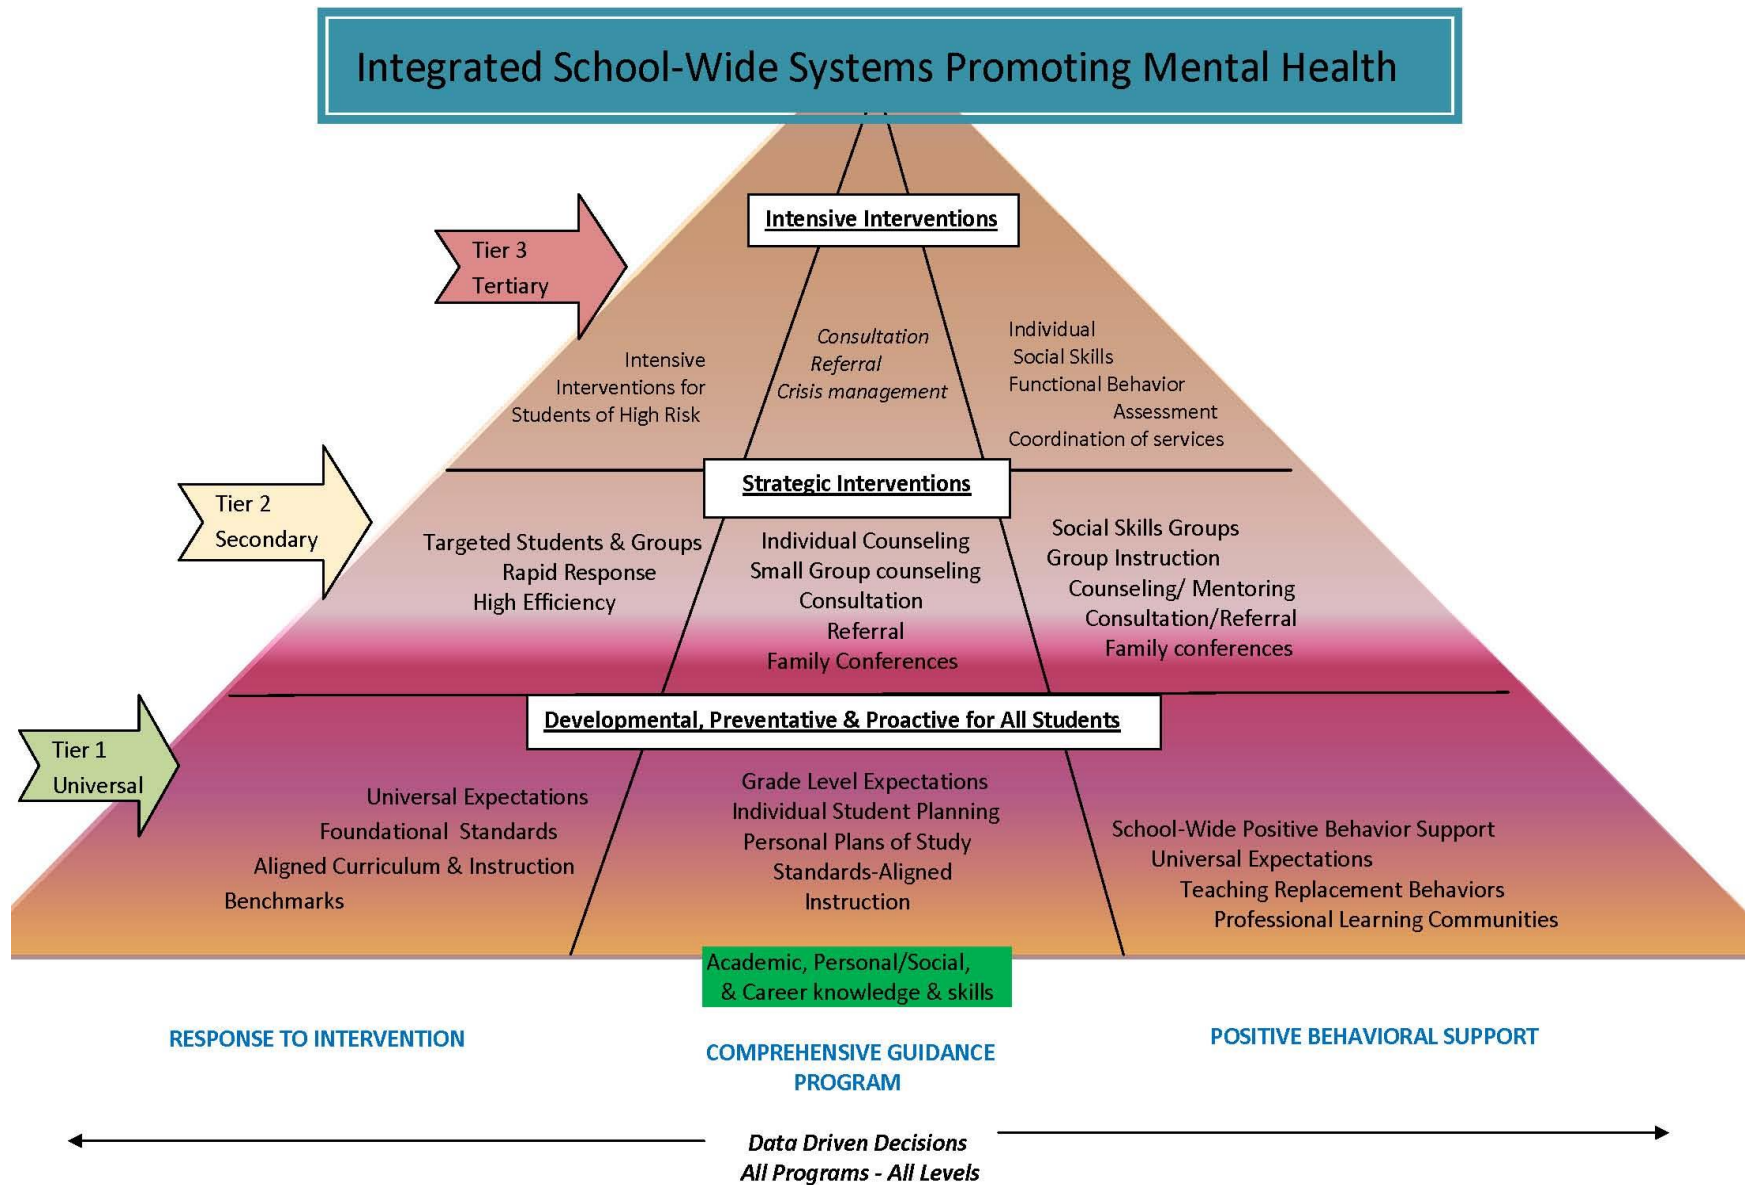 Integrated School-Wide Systems Promoting Mental Health
Intensive Interventions
Tier 3
Tertiary
Intensive
Interventions for
Students of High Risk
Consultation
Referral
Crisis management
Individual
Social Skills
Functional Behavior
Assessment
Coordination of services
Strategic Interventions
Tier 2
Secondary
Targeted Students & Groups
Rapid Response
High Efficiency
Individual Counseling
Small Group counseling
Consultation
Referral
Family Conferences
Social Skills Groups
Group Instruction
Counseling/ Mentoring
Consultation/Referral
Family conferences
Developmental, Preventative & Proactive for All Students
Tier 1
Universal
Universal Expectations
Foundational Standards
Aligned Curriculum & Instruction
Benchmarks
Grade Level Expectations
Individual Student Planning
Personal Plans of Study
Standards-Aligned
Instruction
School-Wide Positive Behavior Support
Universal Expectations
Teaching Replacement Behaviors
Professional Learning Communities
Academic, Personal/Social,
& Career knowledge & skills
RESPONSE TO INTERVENTION
COMPREHENSIVE GUIDANCE
PROGRAM
POSITIVE BEHAVIORAL SUPPORT
Data Driven Decisions
All Programs - All Levels